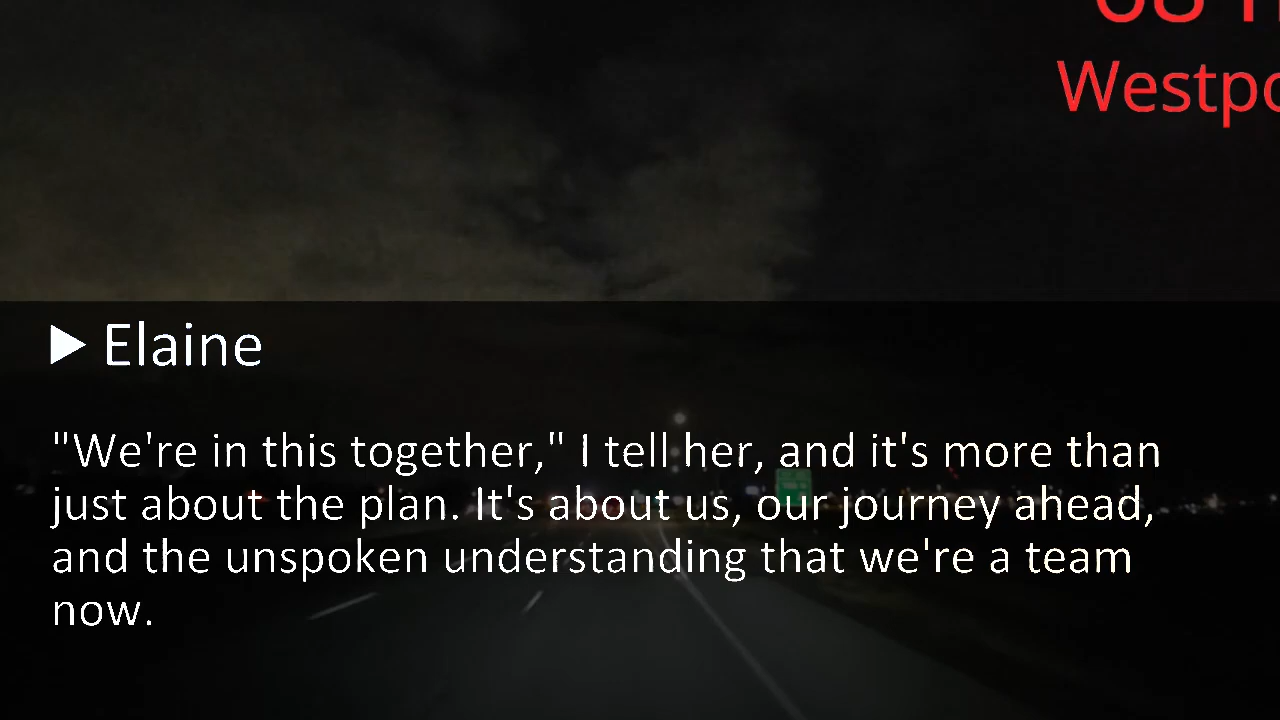 68
Westpo
▶ Elaine
"We're in this together," I tell her, and it's more than
just about the plan. It's about us, our journey ahead,
and the unspoken understanding that we're a team
now.